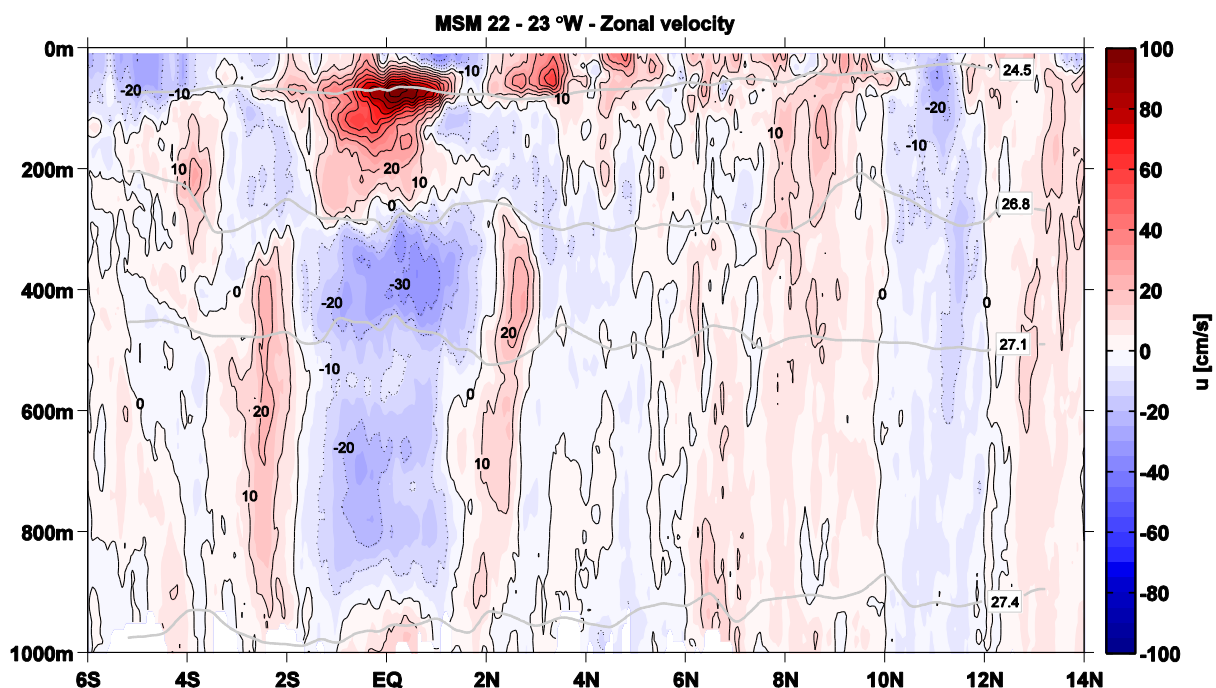 MSM 22 - 23 °W - Zonal velocity
0m
200m
400m
600m
800m
1000m
6S 4S 2S EQ 2N 4N 6N 8N 10N 12N 14N
-20 -10 -10 10 24.5
-20
10 -10
10 20 10
0 26.8
0 -20 -30 0 0
20 27.1
-10
0 20 0
-20
10 10
27.4
100
80
60
40
20
0
-20
-40
-60
-80
-100
u [cm/s]